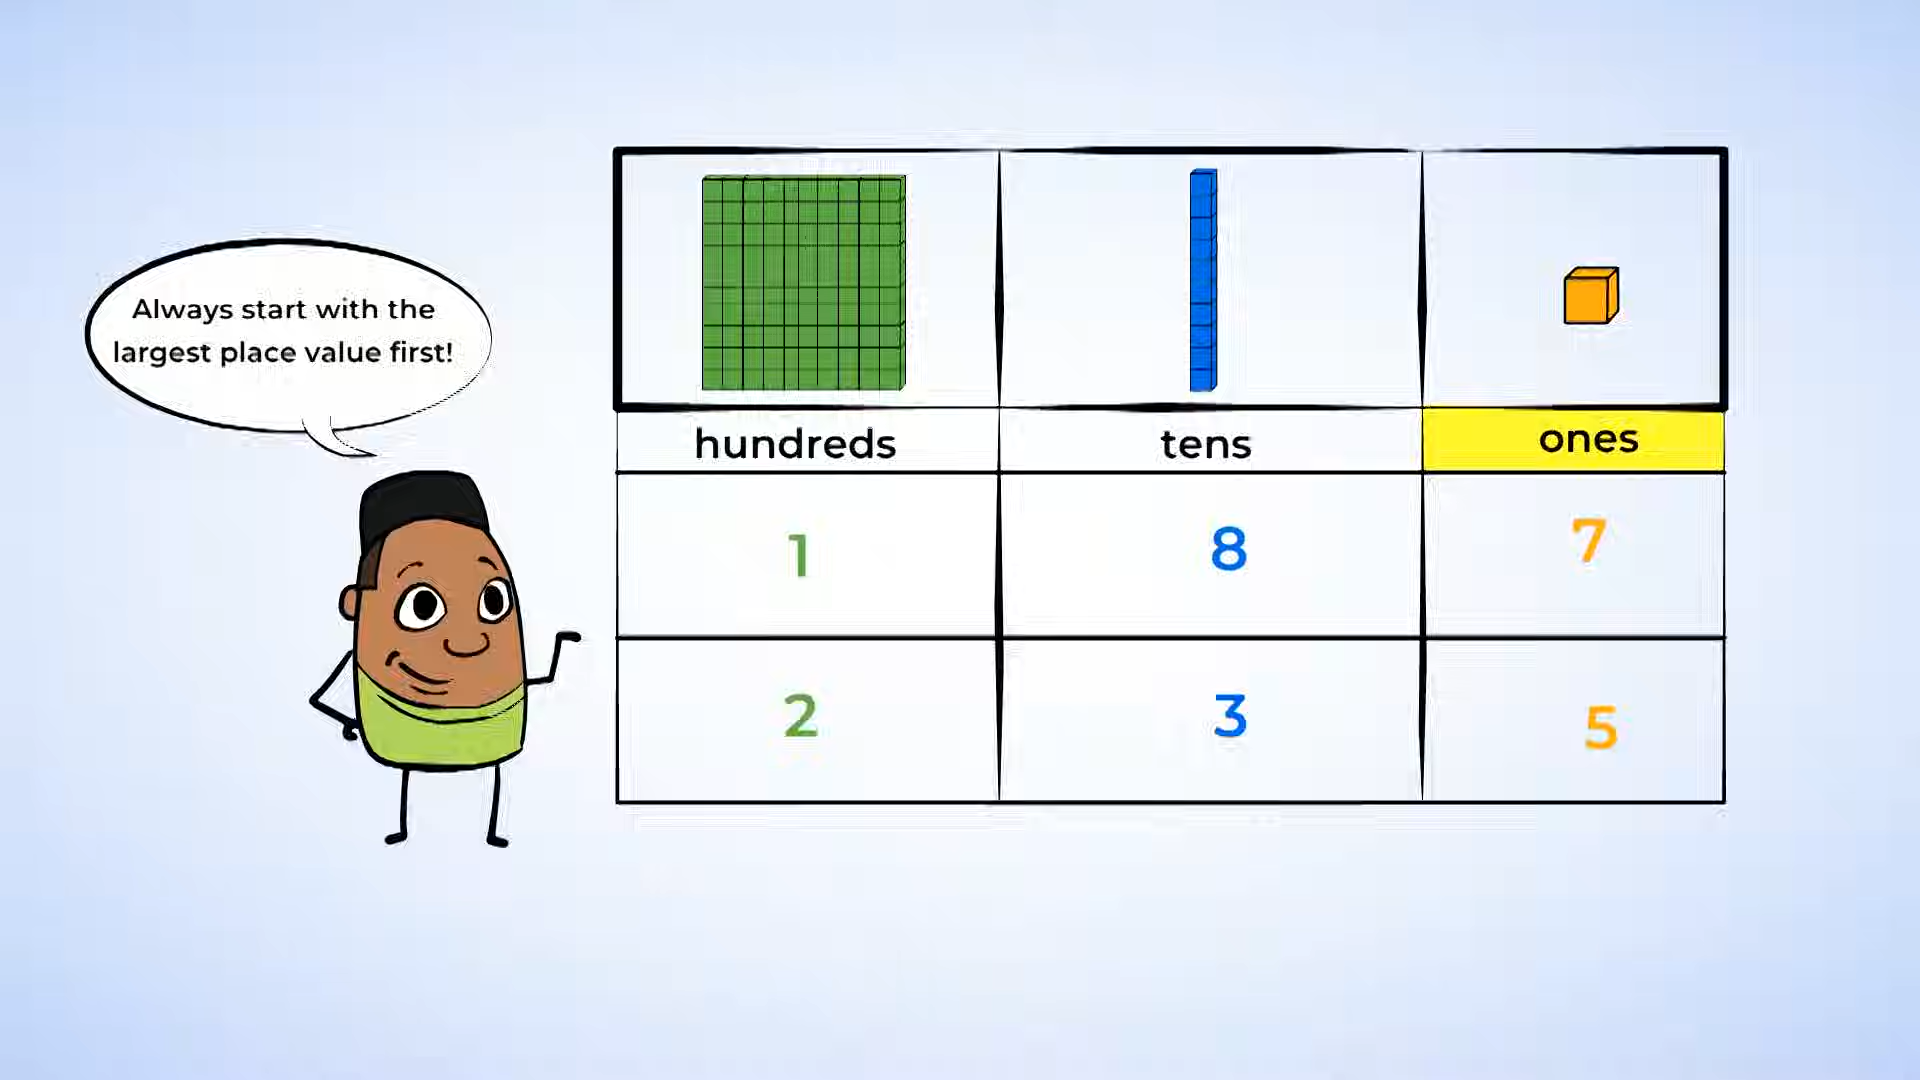 Always start with the
largest place value first!
hundreds tens ones
1 8 7
2 3 5